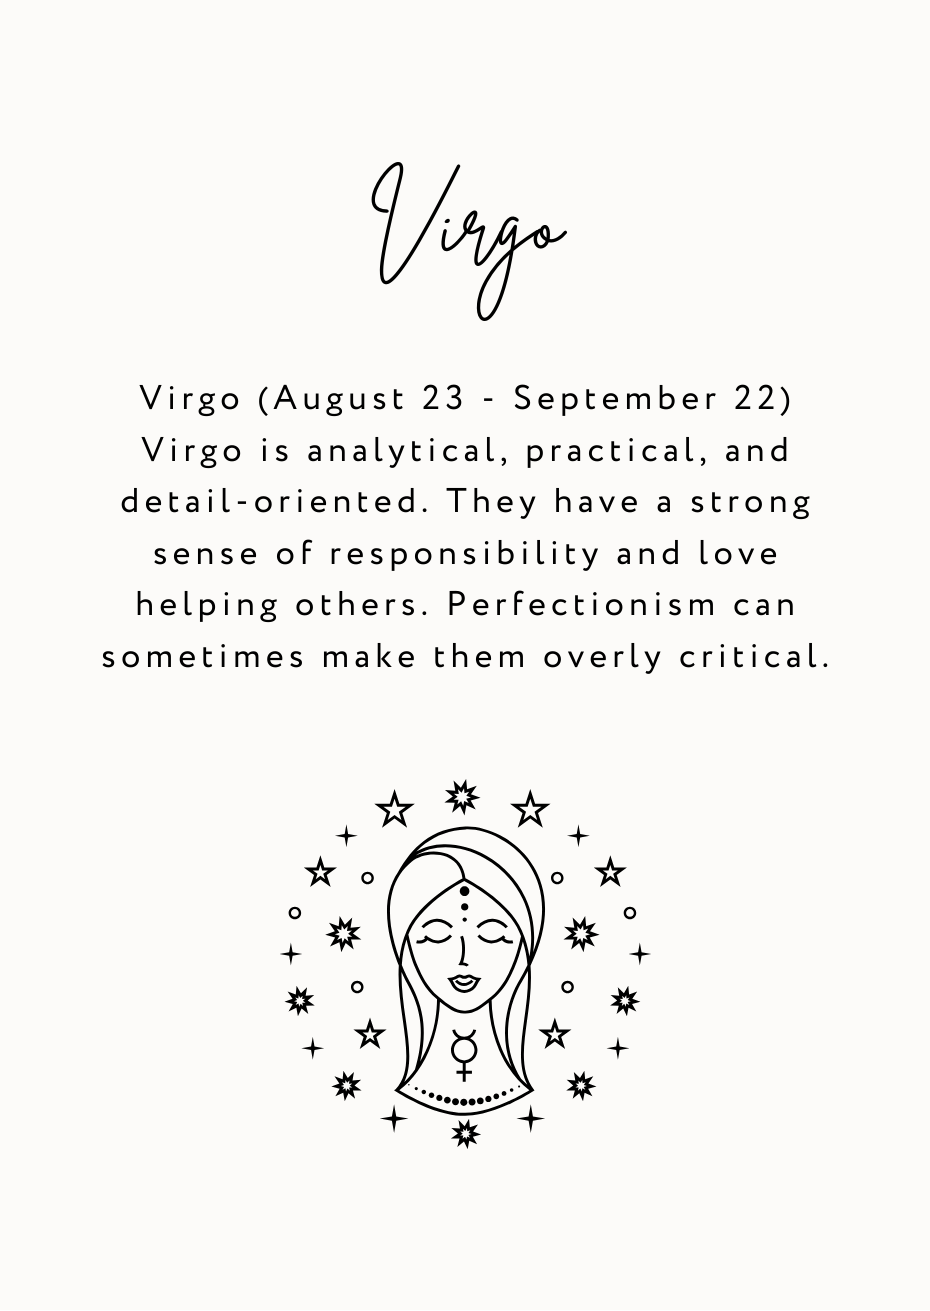 Virgo
Virgo (August 23 - September 22)
Virgo is analytical, practical, and
detail-oriented. They have a strong
sense of responsibility and love
helping others. Perfectionism can
sometimes make them overly critical.